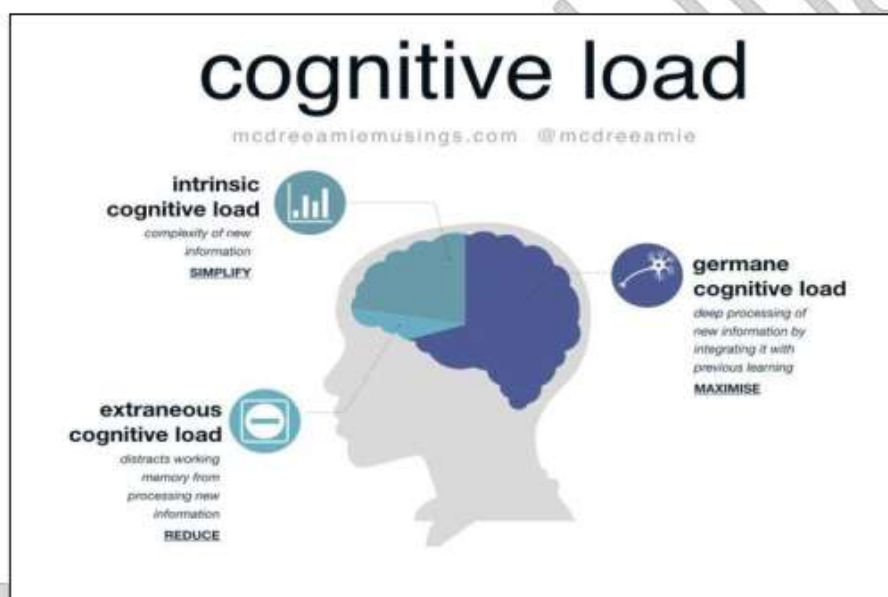 cognitive load
mcdreeamiemusings.com @mcdreeamie
intrinsic
cognitive load
complexity of new
information
SIMPLIFY
germane
cognitive load
deep processing of
new information by
integrating it with
previous learning
MAXIMISE
extraneous
cognitive load
distracts working
memory from
processing new
information
REDUCE